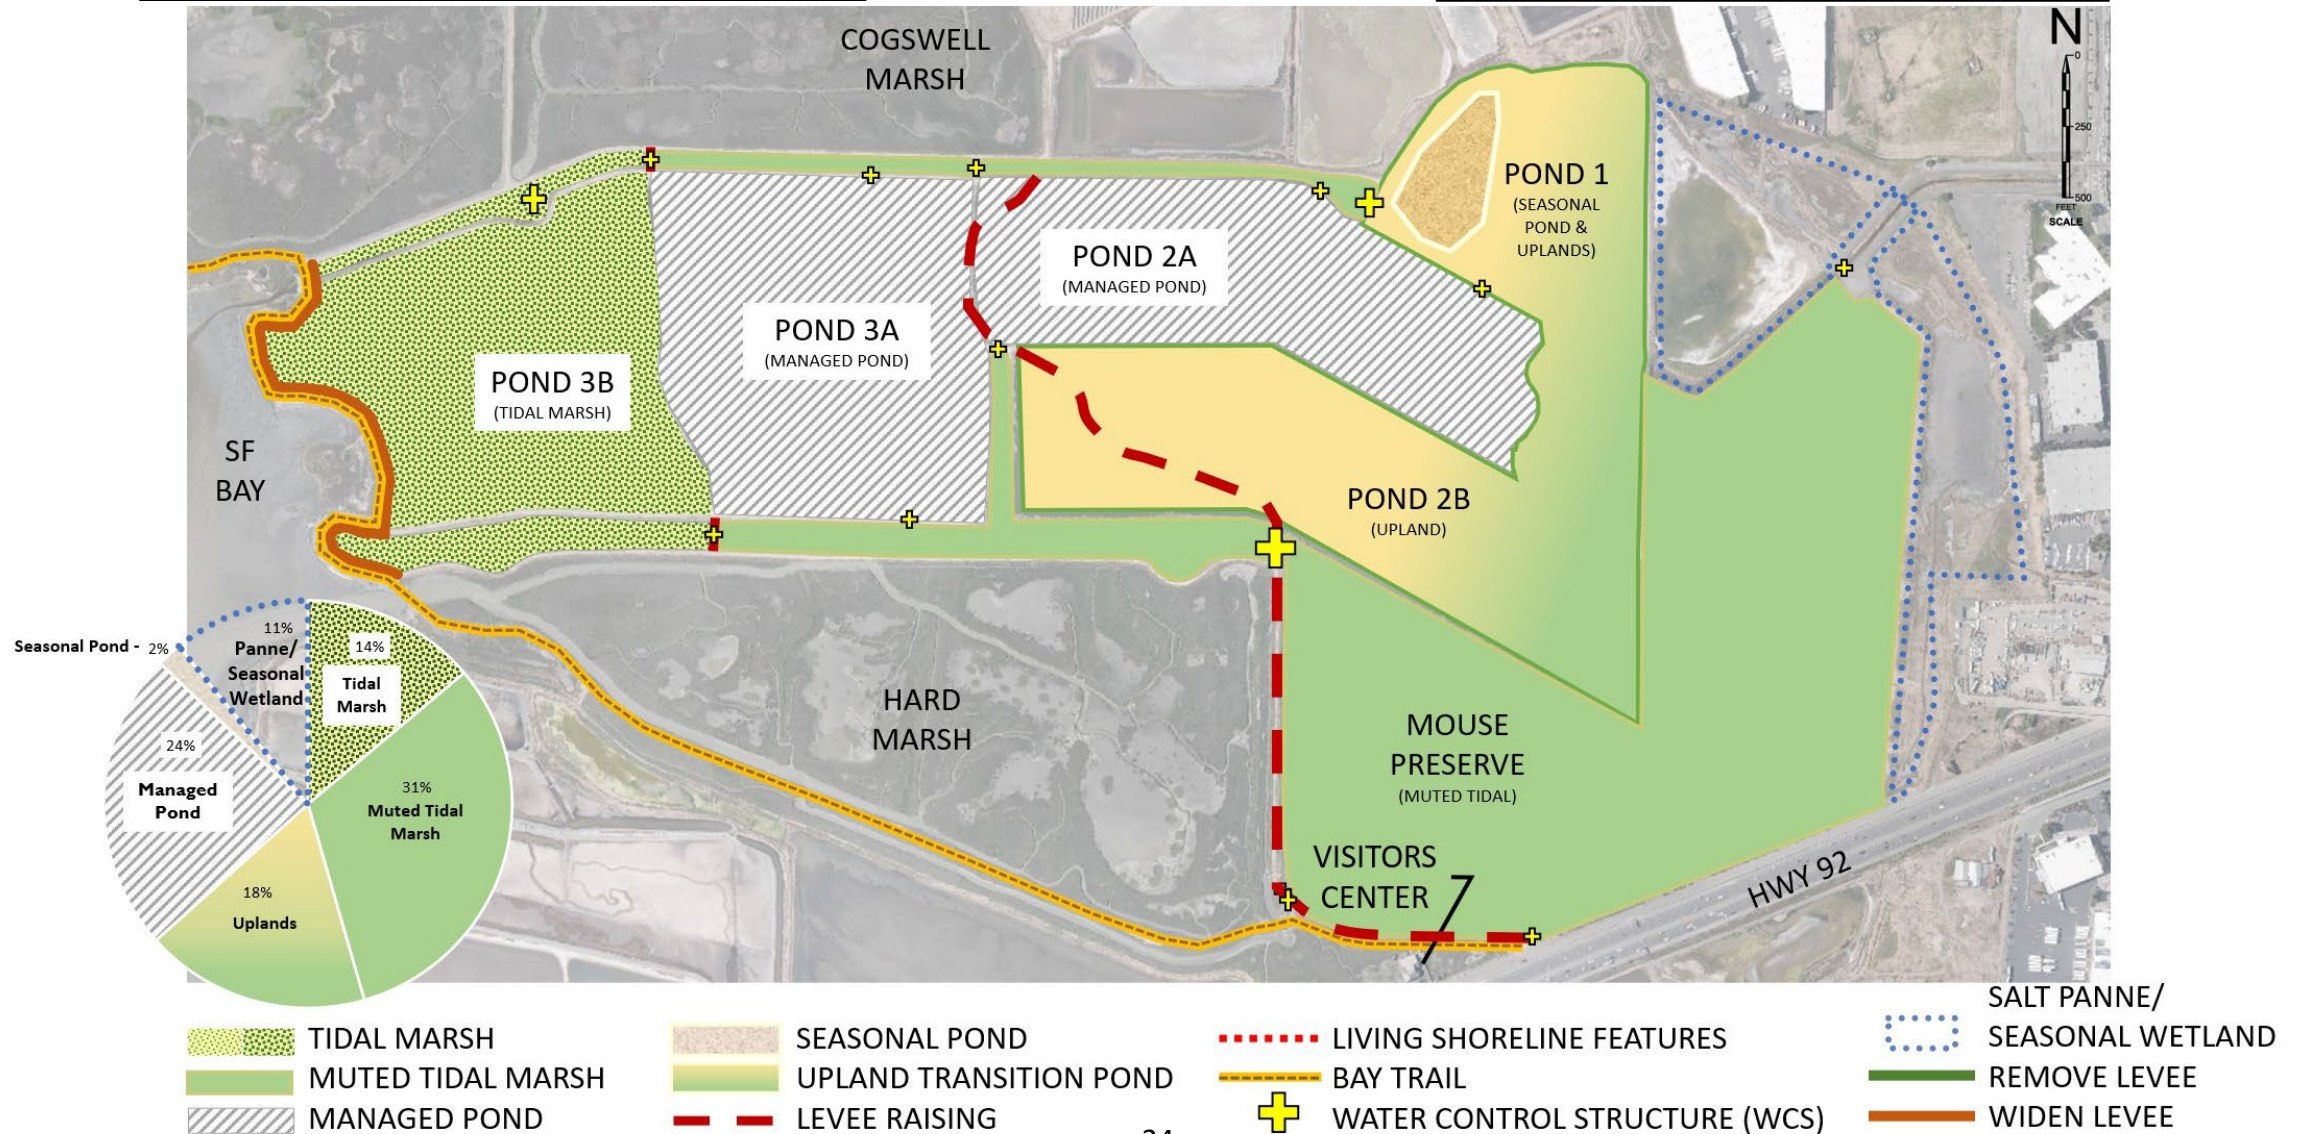 COGSWELL
MARSH
N
0
250
500
FEET
SCALE
POND 1
(SEASONAL
POND &
UPLANDS)
POND 2A
(MANAGED POND)
POND 3A
(MANAGED POND)
POND 3B
(TIDAL MARSH)
SF
BAY
POND 2B
(UPLAND)
HARD
MARSH
MOUSE
PRESERVE
(MUTED TIDAL)
VISITORS
CENTER
HWY 92
Seasonal Pond - 2%
11%
Panne/
Seasonal
Wetland
14%
Tidal
Marsh
24%
Managed
Pond
31%
Muted Tidal
Marsh
18%
Uplands
TIDAL MARSH
MUTED TIDAL MARSH
MANAGED POND
SEASONAL POND
UPLAND TRANSITION POND
LEVEE RAISING
LIVING SHORELINE FEATURES
BAY TRAIL
WATER CONTROL STRUCTURE (WCS)
SALT PANNE/
SEASONAL WETLAND
REMOVE LEVEE
WIDEN LEVEE